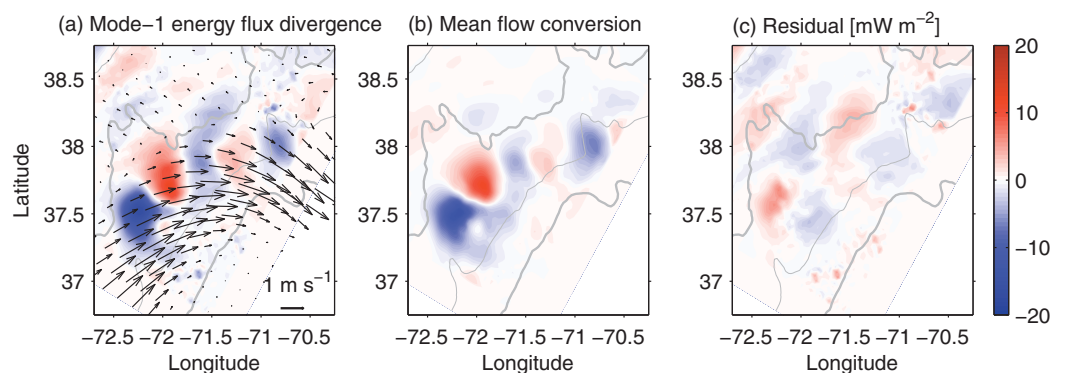 (a) Mode−1 energy flux divergence
(b) Mean flow conversion
(c) Residual [mW m−2]
38.5
38
37.5
37
Latitude
1 m s−1
−72.5 −72 −71.5 −71 −70.5
Longitude
38.5
38
37.5
37
−72.5 −72 −71.5 −71 −70.5
Longitude
38.5
38
37.5
37
−72.5 −72 −71.5 −71 −70.5
Longitude
20
10
0
−10
−20